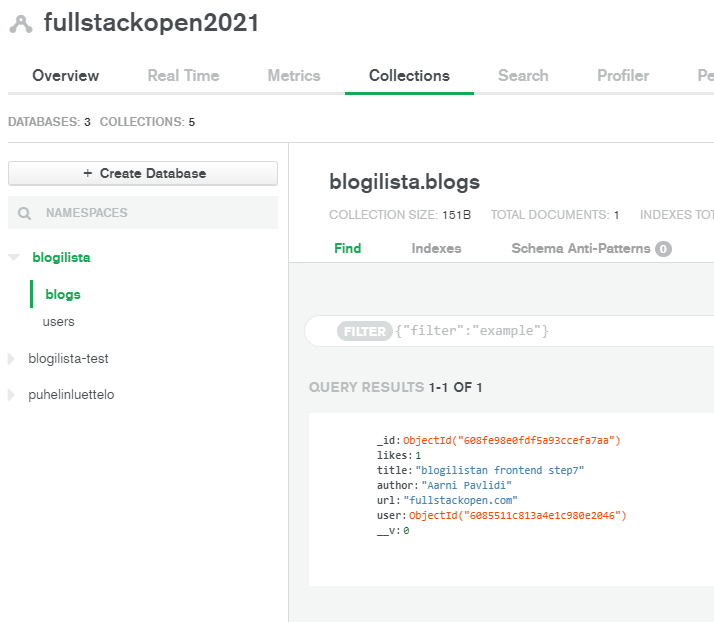 fullstackopen2021
Overview Real Time Metrics Collections Search Profiler Pe
DATABASES: 3 COLLECTIONS: 5
+ Create Database
NAMESPACES
blogilista
blogs
users
blogilista-test
puhelinluettelo
blogilista.blogs
COLLECTION SIZE: 151B TOTAL DOCUMENTS: 1 INDEXES TOT
Find Indexes Schema Anti-Patterns 0
FILTER {"filter":"example"}
QUERY RESULTS 1-1 OF 1
_id: ObjectId("608fe98e0fdf5a93ccefa7aa")
likes: 1
title: "blogilistan frontend step7"
author: "Aarni Pavlidi"
url: "fullstackopen.com"
user: ObjectId("6085511c813a4e1c980e2046")
__v: 0